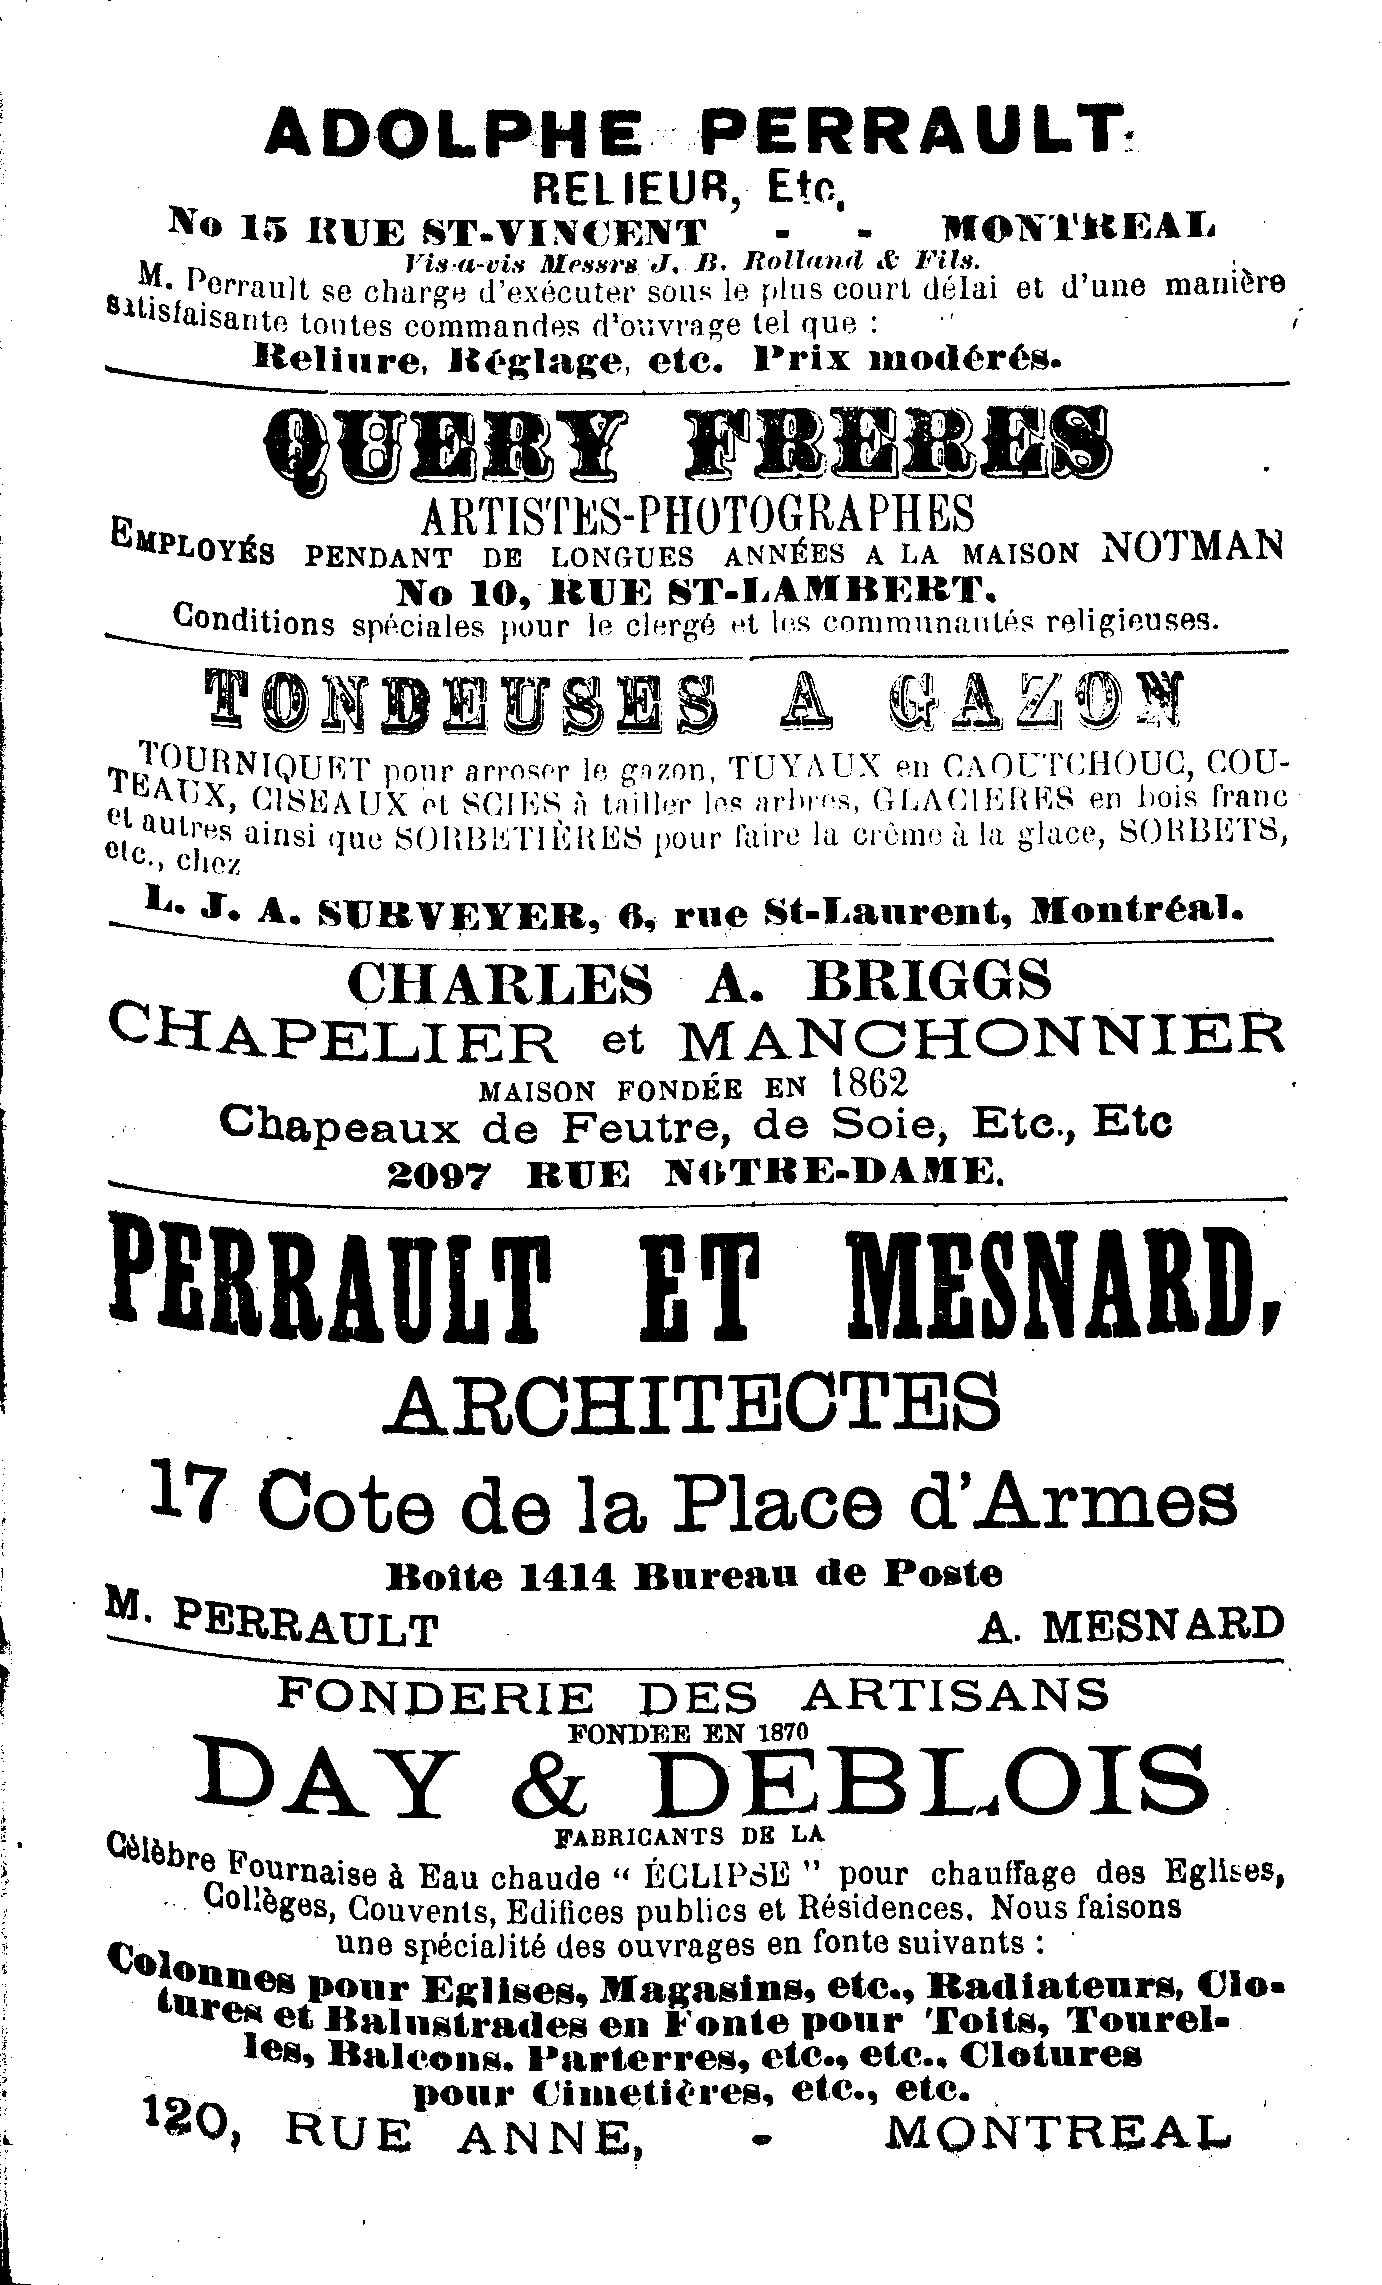 ADOLPHE PERRAULT
RELIEUR, Etc.
No 15 RUE ST-VINCENT - - MONTREAL
Vis-a-vis Messrs J. B. Rolland & Fils.
M. Perrault se charge d'exécuter sous le plus court délai et d'une manière
satisfaisante toutes commandes d'ouvrage tel que :
Reliure, Réglage, etc. Prix modérés.
QUERY FRERES
ARTISTES-PHOTOGRAPHES
EMPLOYÉS PENDANT DE LONGUES ANNÉES A LA MAISON NOTMAN
No 10, RUE ST-LAMBERT.
Conditions spéciales pour le clergé et les communautés religieuses.
TONDEUSES A GAZON
TOURNIQUET pour arroser le gazon, TUYAUX en CAOUTCHOUC, COU-
TEAUX, CISEAUX et SCIES à tailler les arbres, GLACIERES en bois franc
et autres ainsi que SORBETIÈRES pour faire la crème à la glace, SORBETS,
etc., chez
L. J. A. SURVEYER, 6, rue St-Laurent, Montréal.
CHARLES A. BRIGGS
CHAPELIER et MANCHONNIER
MAISON FONDÉE EN 1862
Chapeaux de Feutre, de Soie, Etc., Etc
2097 RUE NOTRE-DAME.
PERRAULT ET MESNARD,
ARCHITECTES
17 Cote de la Place d'Armes
Boîte 1414 Bureau de Poste
M. PERRAULT A. MESNARD
FONDERIE DES ARTISANS
FONDEE EN 1870
DAY & DEBLOIS
FABRICANTS DE LA
Célèbre Fournaise à Eau chaude " ÉCLIPSE " pour chauffage des Eglises,
Collèges, Couvents, Edifices publics et Résidences. Nous faisons
une spécialité des ouvrages en fonte suivants :
Colonnes pour Eglises, Magasins, etc., Radiateurs, Clo-
tures et Balustrades en Fonte pour Toits, Tourel-
les, Balcons. Parterres, etc., etc., Clotures
pour Cimetières, etc., etc.
120, RUE ANNE, - MONTREAL